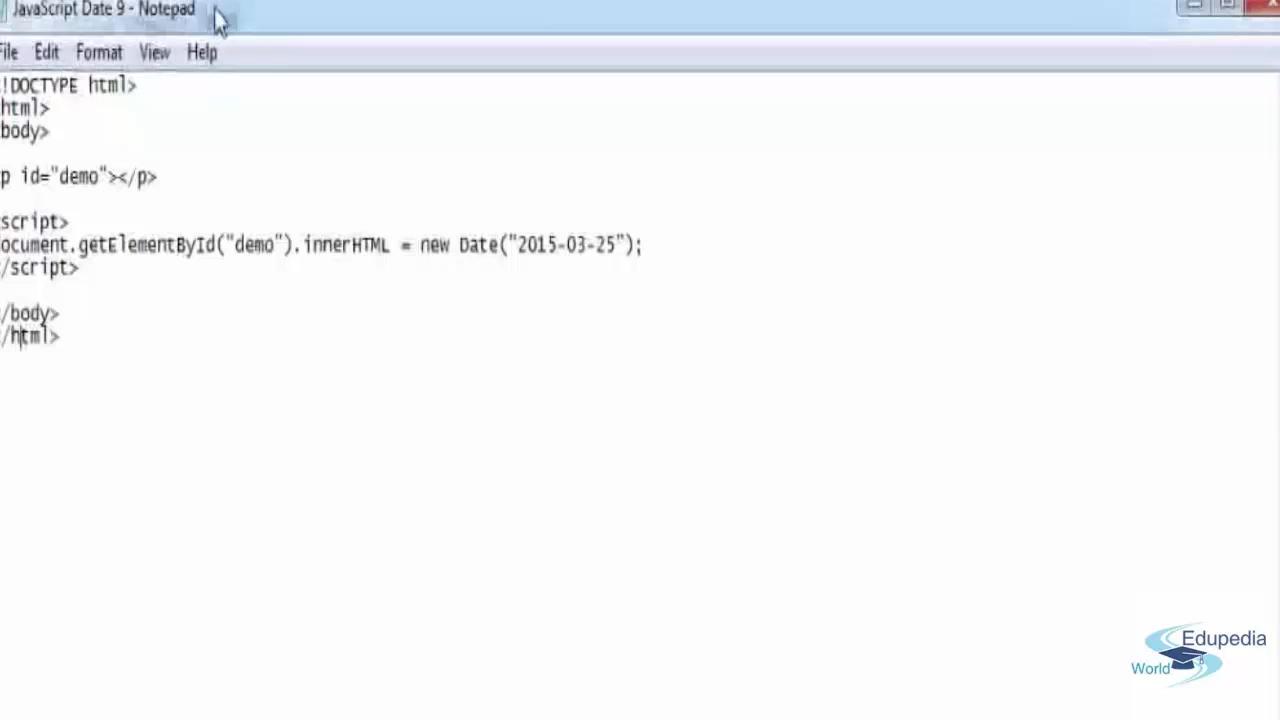 JavaScript Date 9 - Notepad
File Edit Format View Help
!DOCTYPE html>
html>
body>
p id="demo"></p>
script>
ocument.getElementById("demo").innerHTML = new Date("2015-03-25");
/script>
/body>
/html>
Edupedia
World